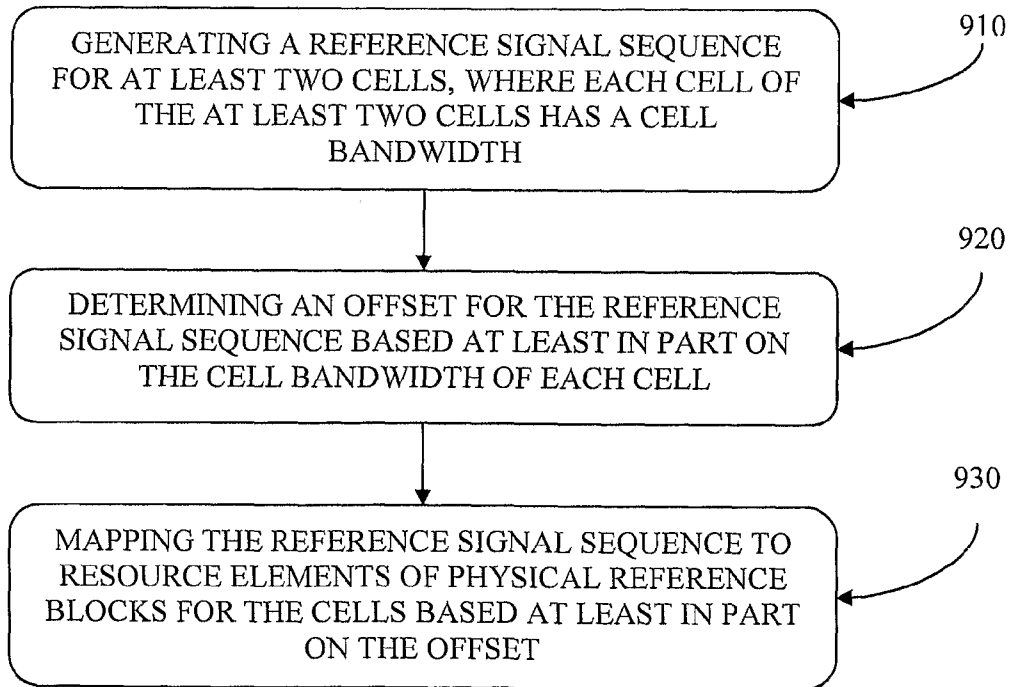 GENERATING A REFERENCE SIGNAL SEQUENCE
FOR AT LEAST TWO CELLS, WHERE EACH CELL OF
THE AT LEAST TWO CELLS HAS A CELL
BANDWIDTH
910
DETERMINING AN OFFSET FOR THE REFERENCE
SIGNAL SEQUENCE BASED AT LEAST IN PART ON
THE CELL BANDWIDTH OF EACH CELL
920
MAPPING THE REFERENCE SIGNAL SEQUENCE TO
RESOURCE ELEMENTS OF PHYSICAL REFERENCE
BLOCKS FOR THE CELLS BASED AT LEAST IN PART
ON THE OFFSET
930